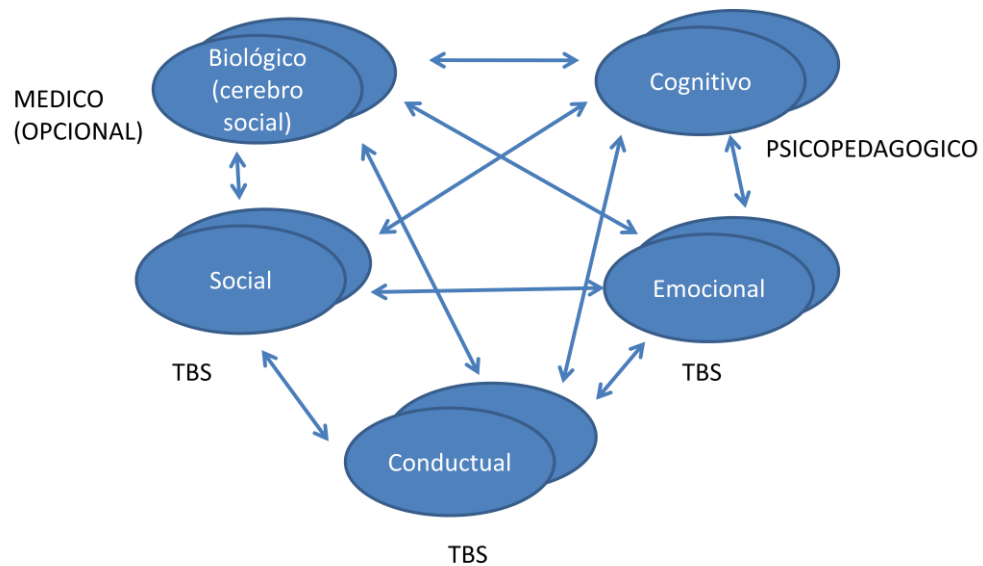 Biológico
(cerebro
social)
Cognitivo
MEDICO
(OPCIONAL)
PSICOPEDAGOGICO
Social
Emocional
TBS
TBS
Conductual
TBS